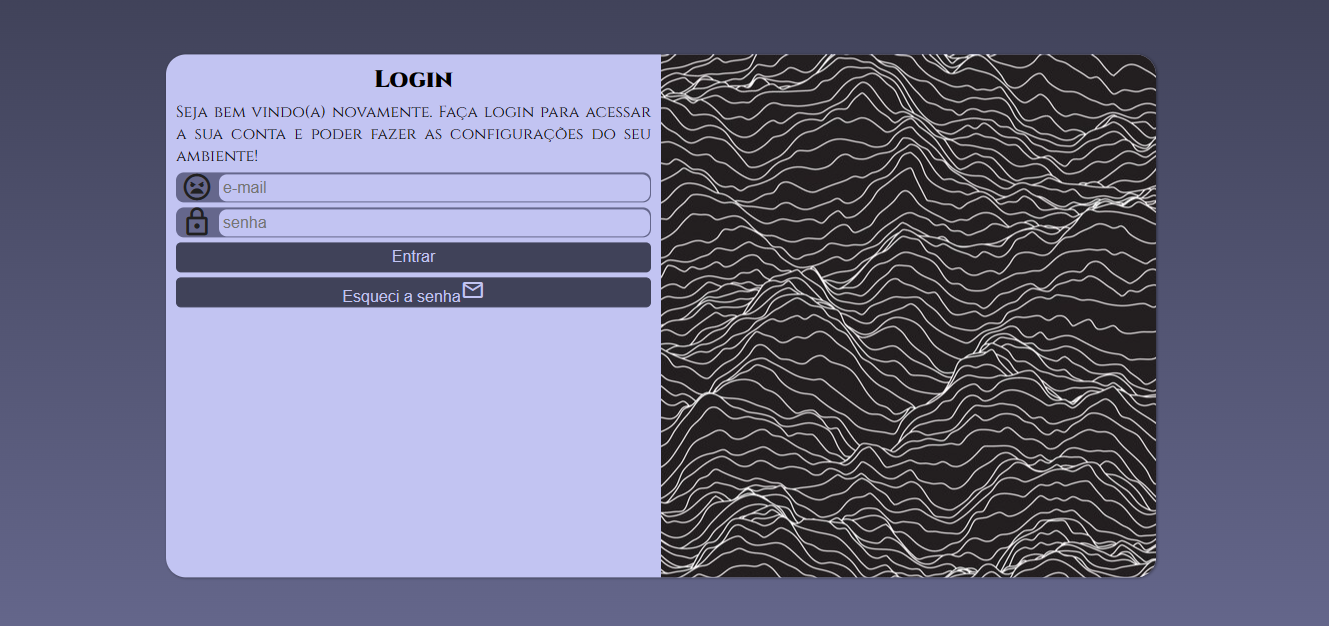 Login
Seja bem vindo(a) novamente. Faça login para acessar
a sua conta e poder fazer as configurações do seu
ambiente!
e-mail
senha
Entrar
Esqueci a senha